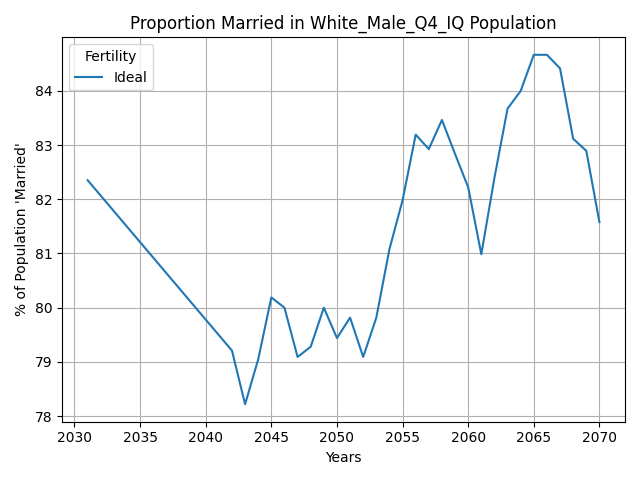 Proportion Married in White_Male_Q4_IQ Population
Fertility
Ideal
% of Population 'Married'
84
83
82
81
80
79
78
2030 2035 2040 2045 2050 2055 2060 2065 2070
Years